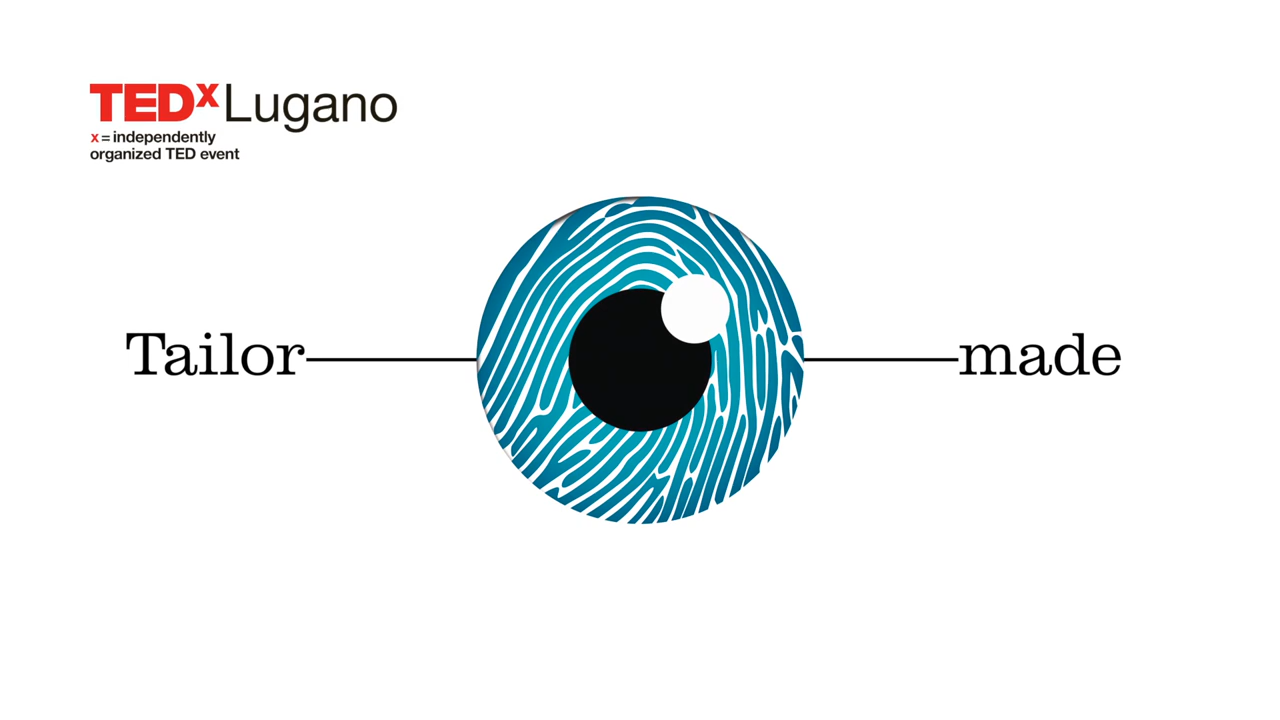 TEDxLugano
x = independently
organized TED event
Tailor made